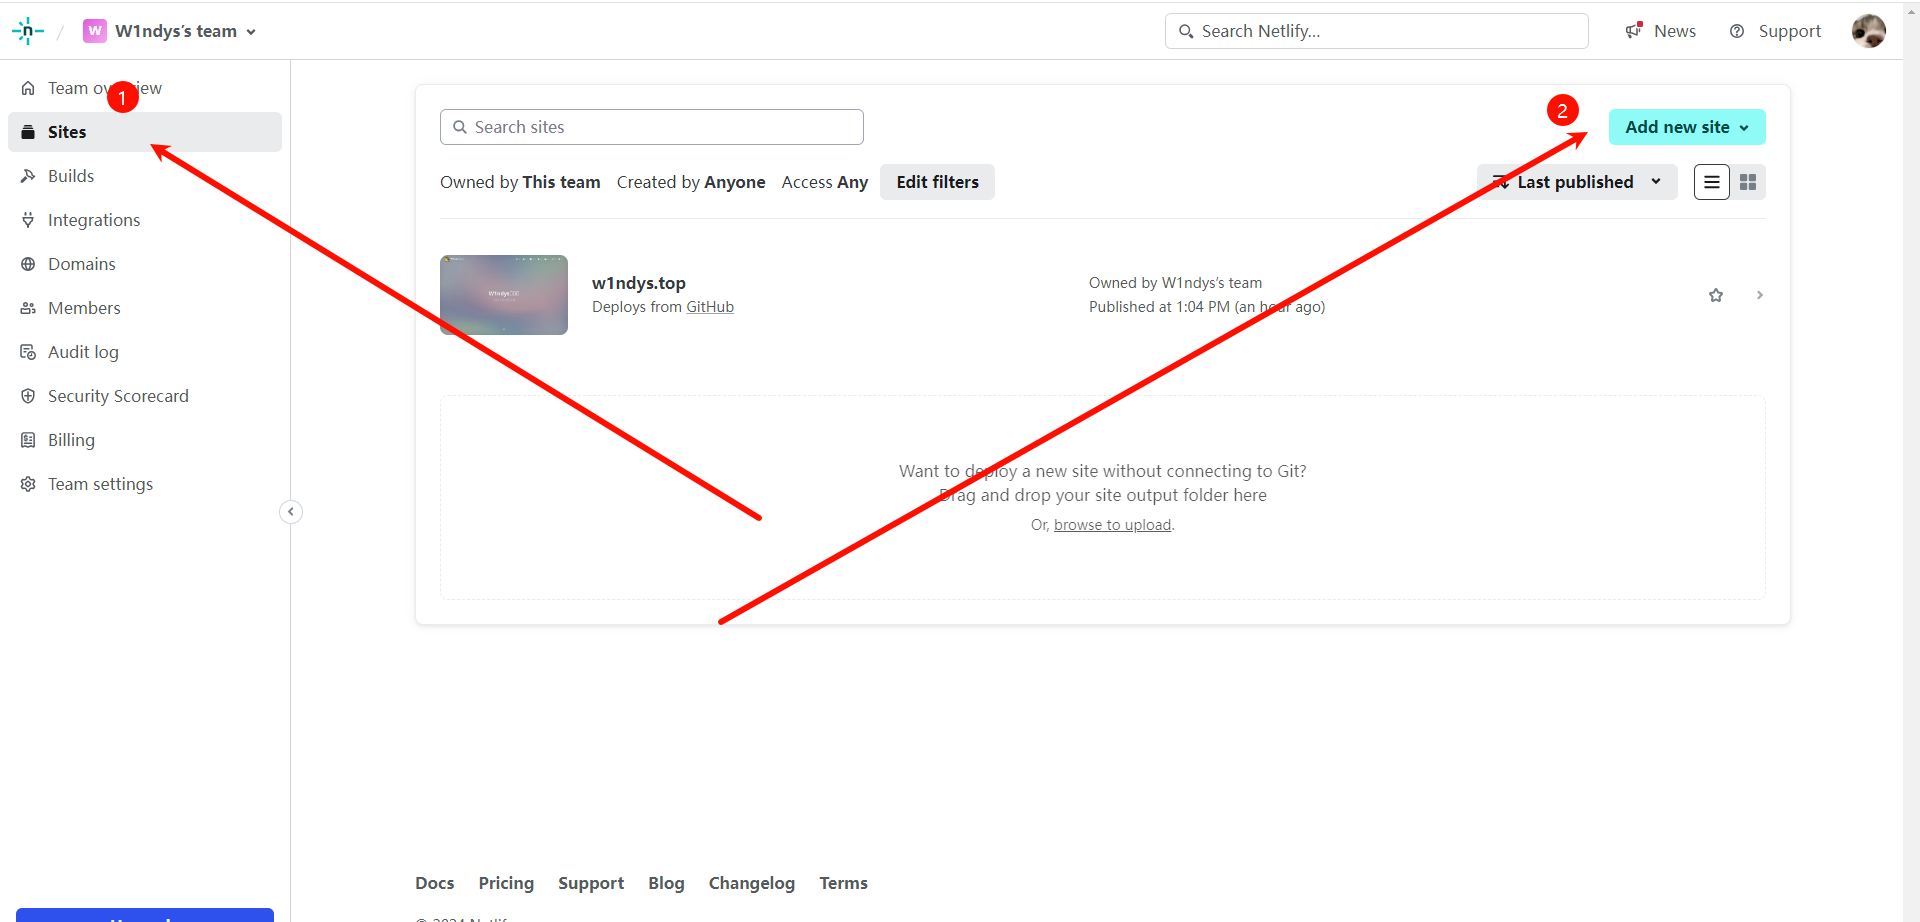 n / W W1ndys's team
Search Netlify...
News
Support
Team overview
1
Sites
Builds
Integrations
Domains
Members
Audit log
Security Scorecard
Billing
Team settings
Search sites
2
Add new site
Owned by This team Created by Anyone Access Any Edit filters
Last published
w1ndys.top
Deploys from GitHub
Owned by W1ndys's team
Published at 1:04 PM (an hour ago)
Want to deploy a new site without connecting to Git?
Drag and drop your site output folder here
Or, browse to upload.
Docs Pricing Support Blog Changelog Terms
© 2024 Netlify